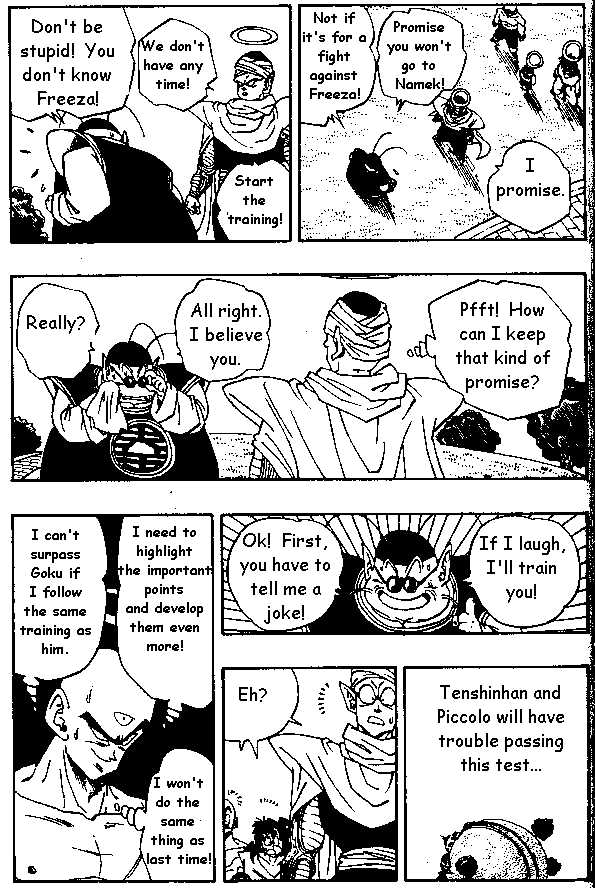 Don't be
stupid! You
don't know
Freeza!
We don't
have any
time!
Start
the
training!
Not if
it's for a
fight
against
Freeza!
Promise
you won't
go to
Namek!
I
promise.
Really?
All right.
I believe
you.
Pfft! How
can I keep
that kind of
promise?
I can't
surpass
Goku if
I follow
the same
training as
him.
I need to
highlight
the important
points
and develop
them even
more!
I won't
do the
same
thing as
last time!
Ok! First,
you have to
tell me a
joke!
If I laugh,
I'll train
you!
Eh?
Tenshinhan and
Piccolo will have
trouble passing
this test...